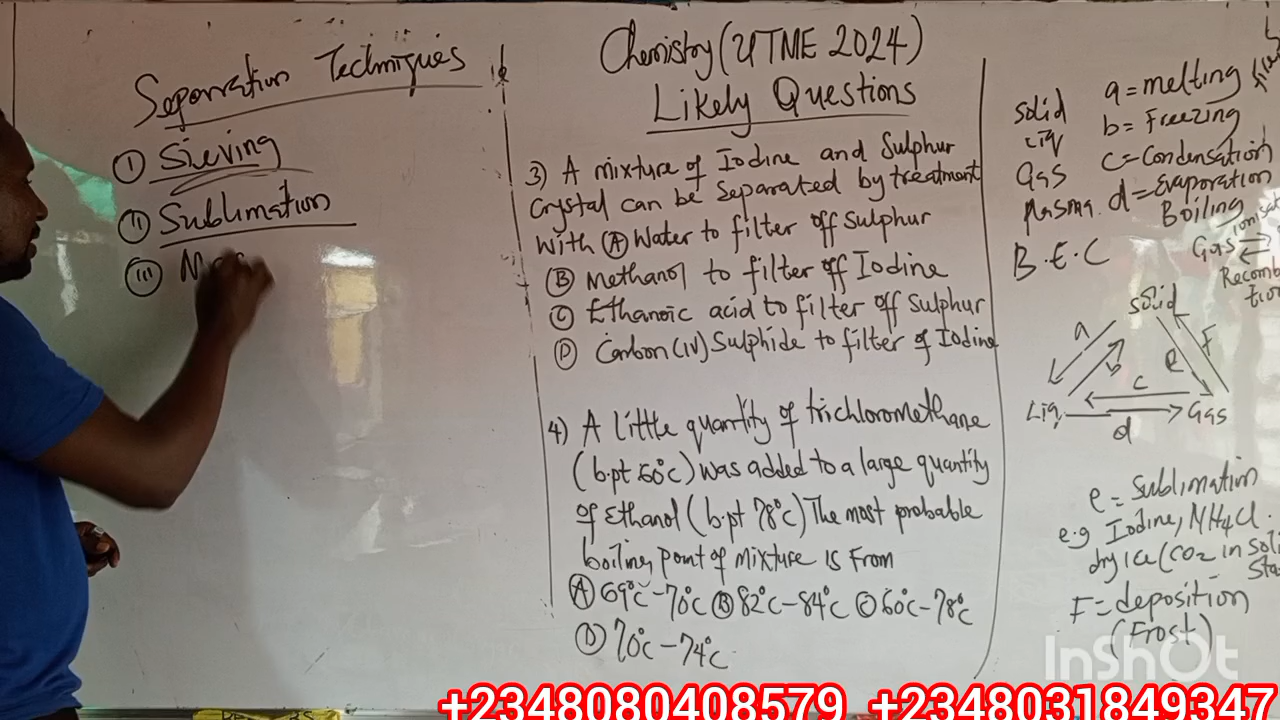 Separation Techniques
(I) Sieving
(II) Sublimation
(III)
Chemistry (UTME 2024)
Likely Questions
3) A mixture of Iodine and Sulphur
Crystal can be separated by treatment
with (A) Water to filter off Sulphur
(B) Methanol to filter off Iodine
(C) Ethanoic acid to filter off Sulphur
(D) Carbon(IV) Sulphide to filter of Iodine
4) A little quantity of trichloromethane
(b.pt 60°c) was added to a large quantity
of Ethanol (b.pt 78°c) The most probable
boiling point of mixture is From
(A) 69°c - 70°c (B) 82°c - 84°c (C) 60°c - 78°c
(D) 70°c - 74°c
Solid
Liq
Gas
Plasma
B.E.C
a = melting
b = Freezing
c = Condensation
d = Evaporation
Boiling
Gas
Solid
a
b
e
F
c
Liq
Gas
d
e = Sublimation
e.g Iodine, NH4Cl.
dry ice (CO2 in
F = deposition
(Frost)
InShOt
+2348080408579 +2348031849347